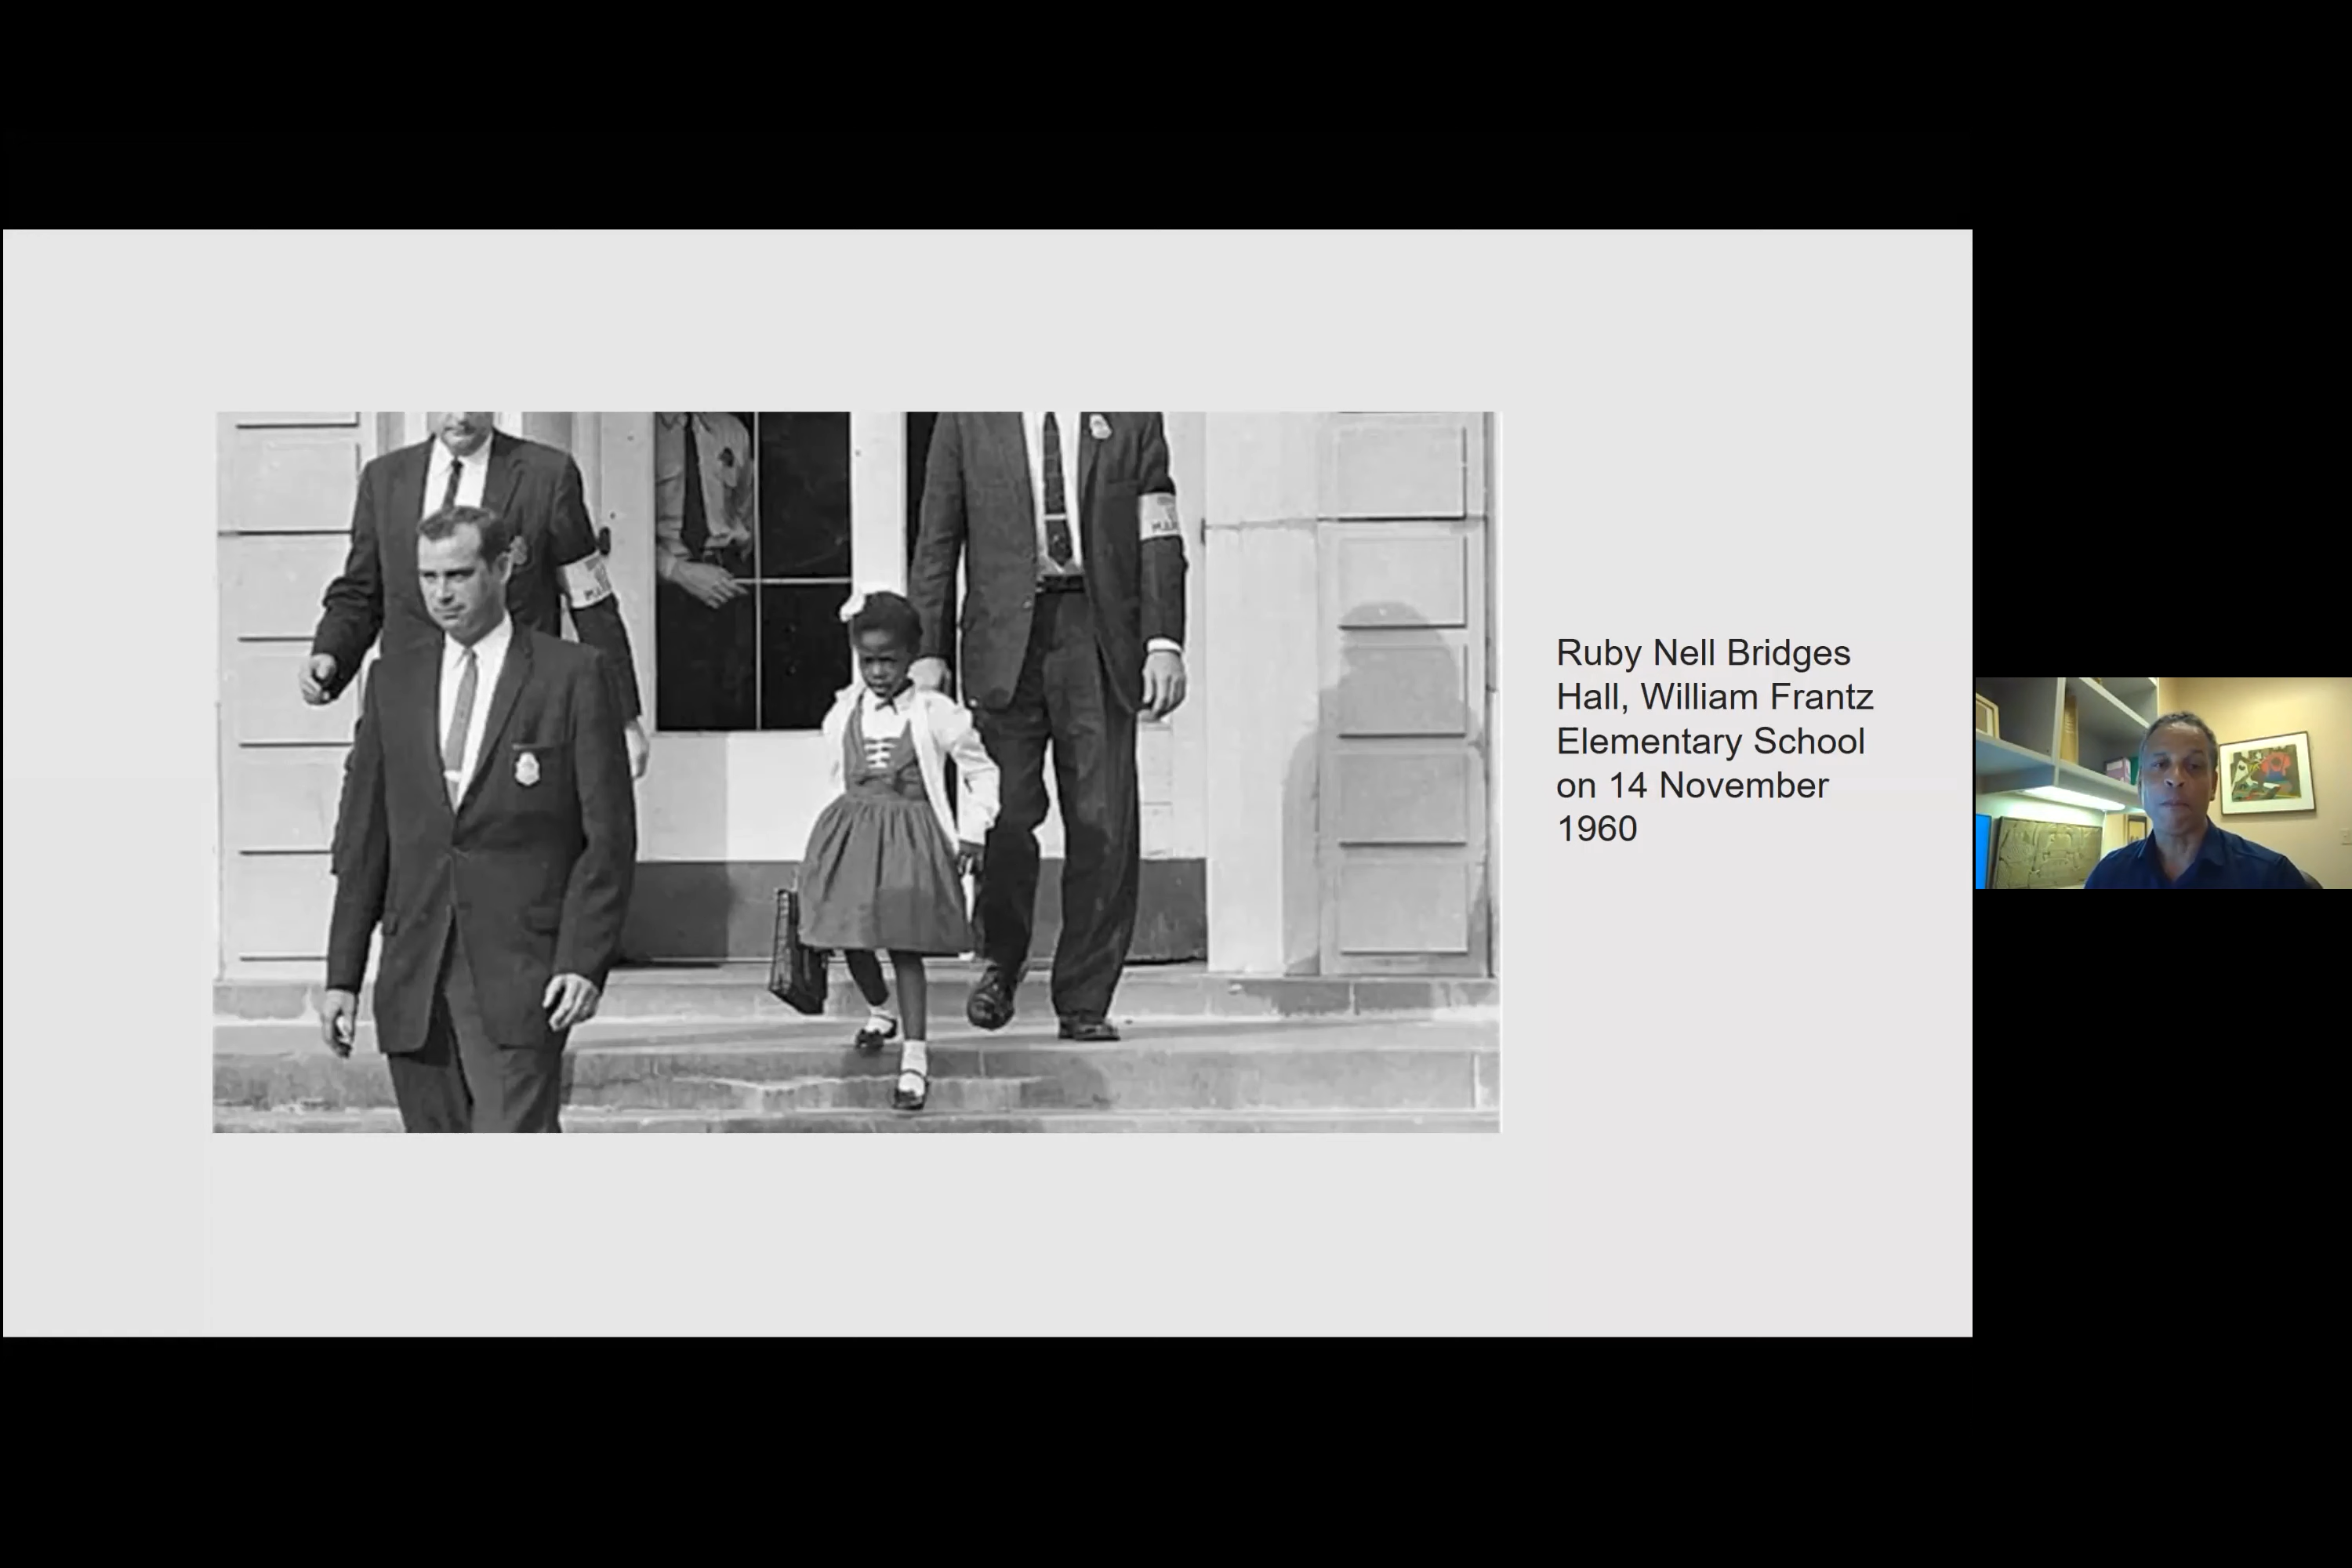 Ruby Nell Bridges
Hall, William Frantz
Elementary School
on 14 November
1960